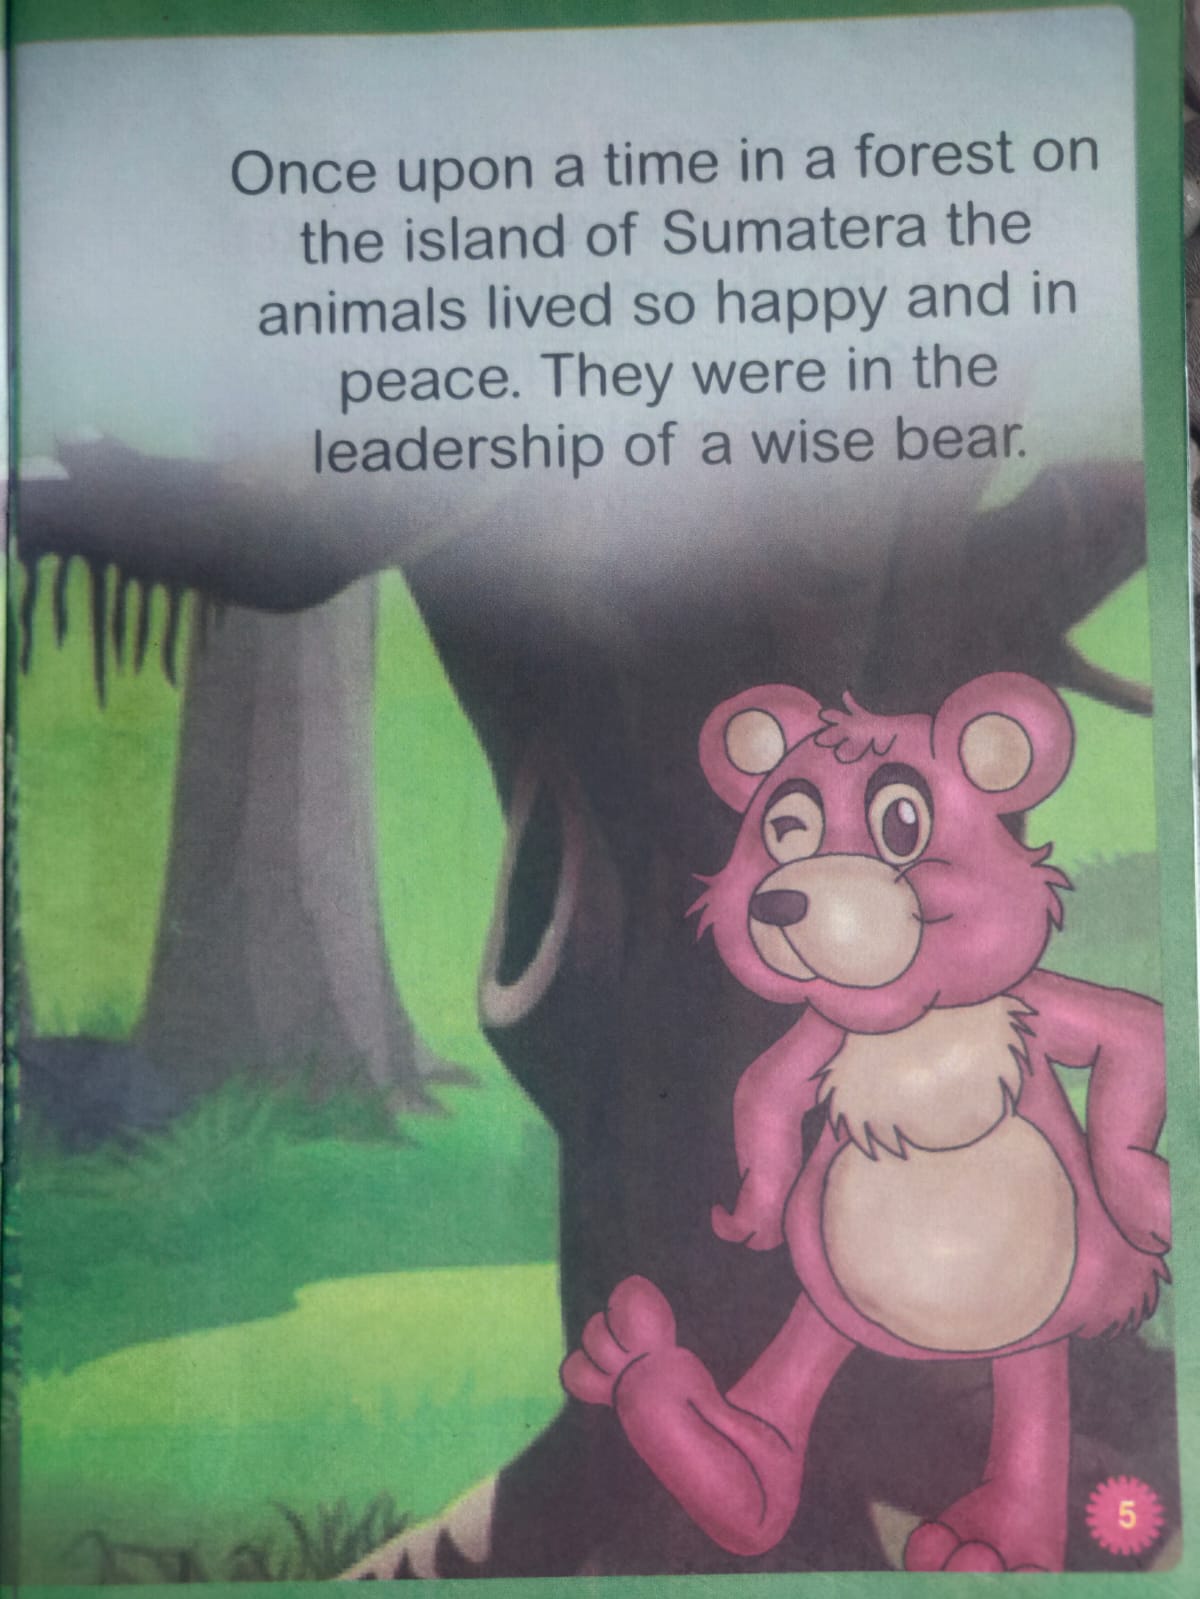 Once upon a time in a forest on
the island of Sumatera the
animals lived so happy and in
peace. They were in the
leadership of a wise bear.
5